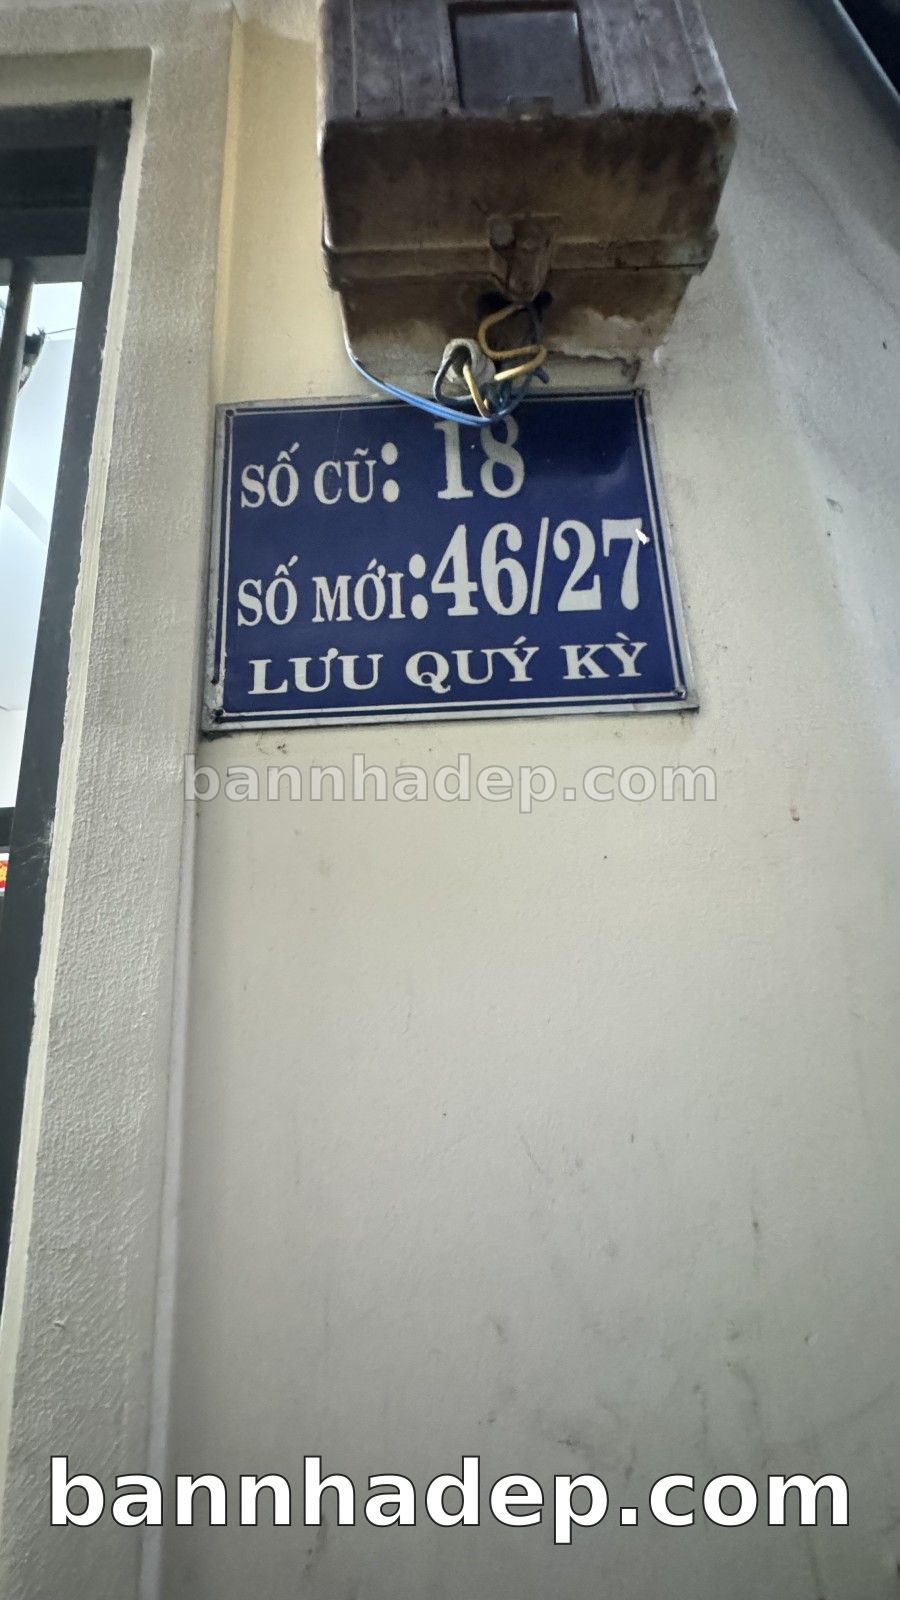 SỐ CŨ: 18
SỐ MỚI:46/27
LƯU QUÝ KỲ
bannhadep.com
bannhadep.com